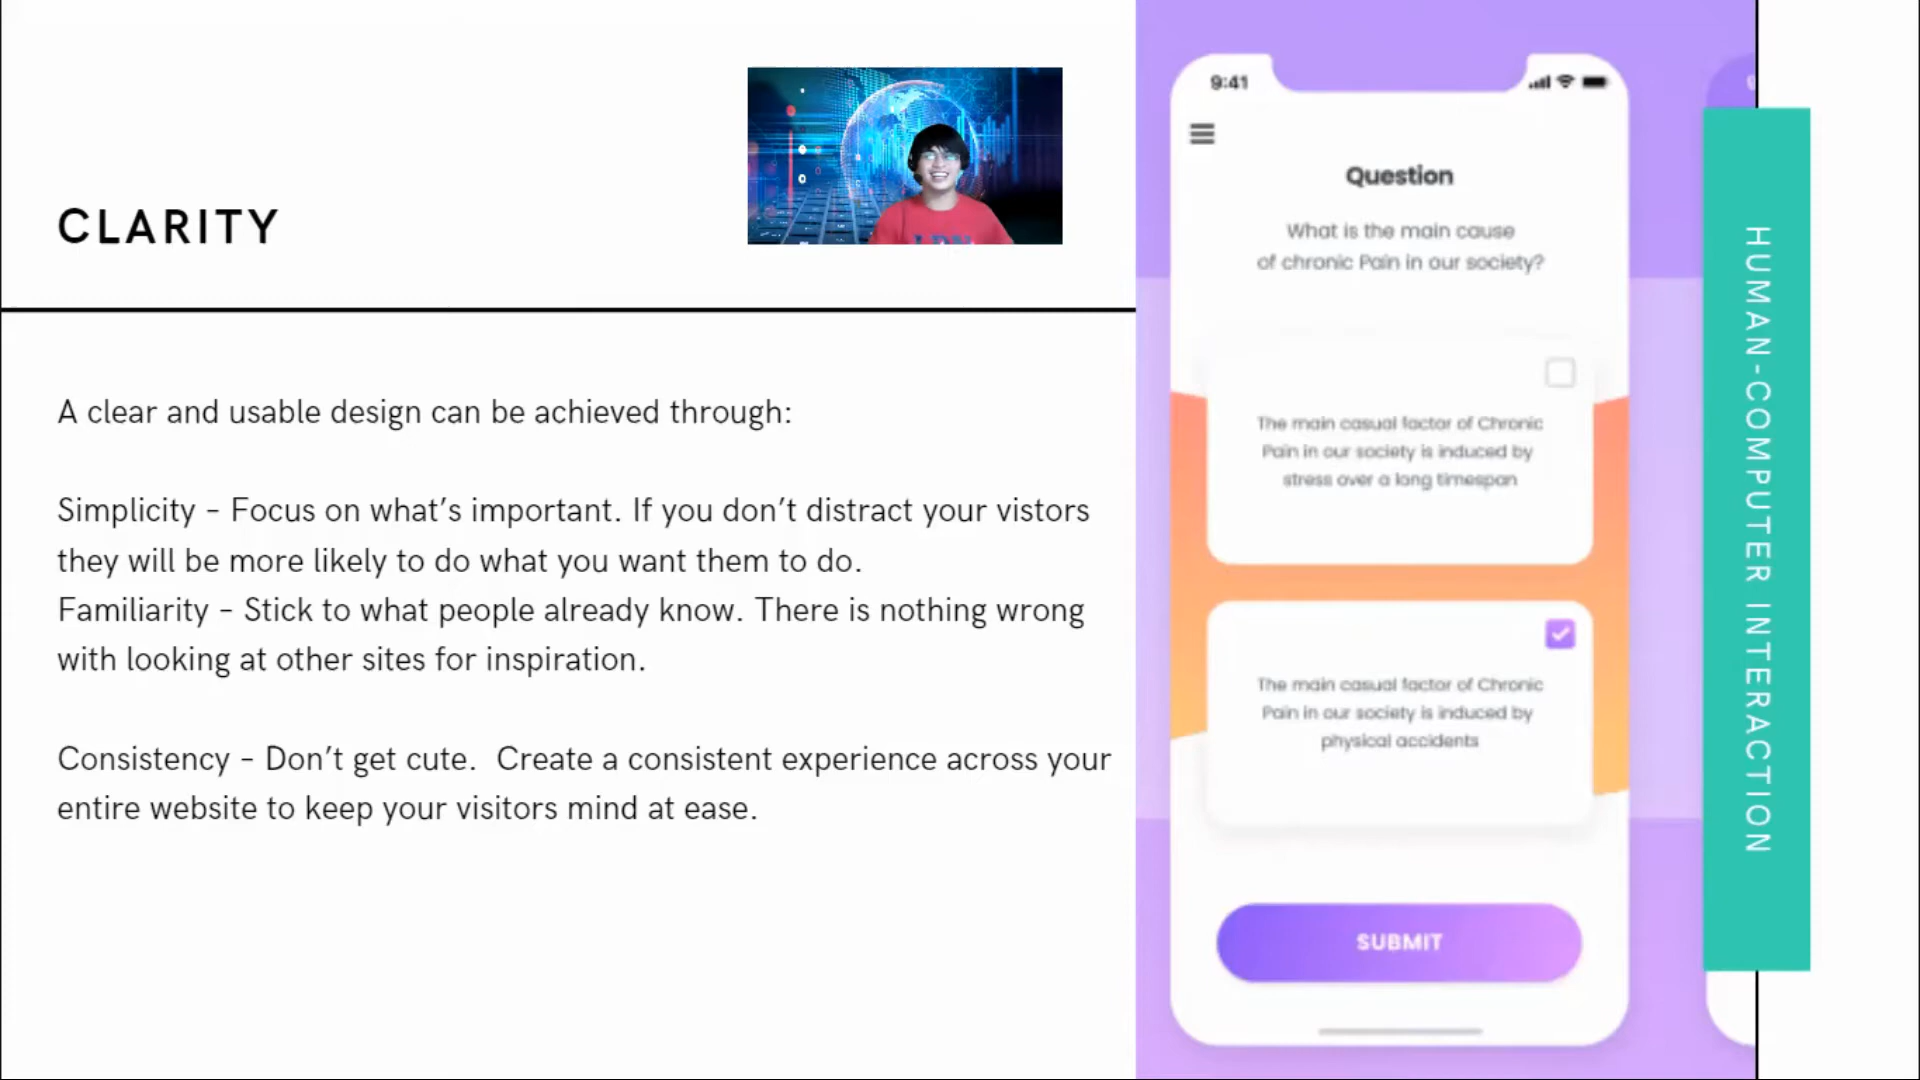 CLARITY
A clear and usable design can be achieved through:
Simplicity – Focus on what’s important. If you don’t distract your vistors
they will be more likely to do what you want them to do.
Familiarity – Stick to what people already know. There is nothing wrong
with looking at other sites for inspiration.
Consistency – Don’t get cute.  Create a consistent experience across your
entire website to keep your visitors mind at ease.
9:41
Question
What is the main cause
of chronic Pain in our society?
The main casual factor of Chronic
Pain in our society is induced by
stress over a long timespan
The main casual factor of Chronic
Pain in our society is induced by
physical accidents
SUBMIT
HUMAN-COMPUTER INTERACTION